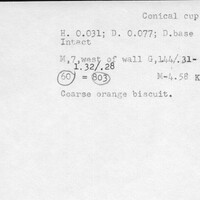 Conical cup
H. 0.031; D. 0.077; D.base
Intact
M,7,west of wall G,144/.31-
1.32/.28
60 = 803 M-4.58 K
Coarse orange biscuit.